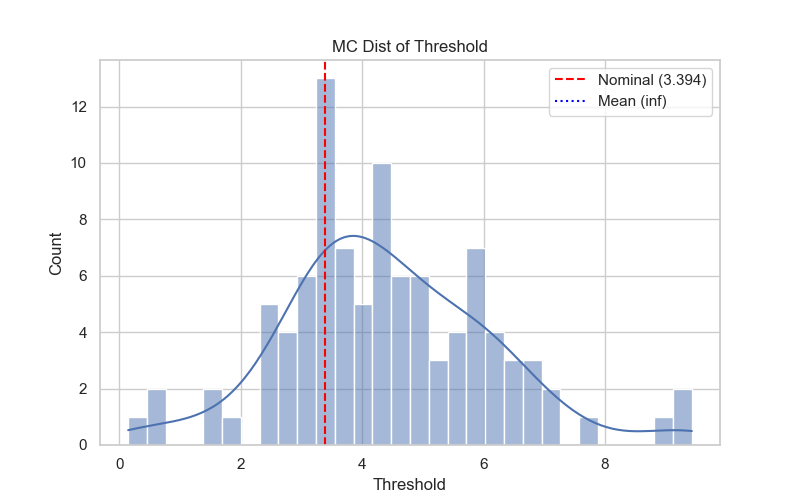 MC Dist of Threshold
Nominal (3.394)
Mean (inf)
Count
12
10
8
6
4
2
0
0 2 4 6 8
Threshold